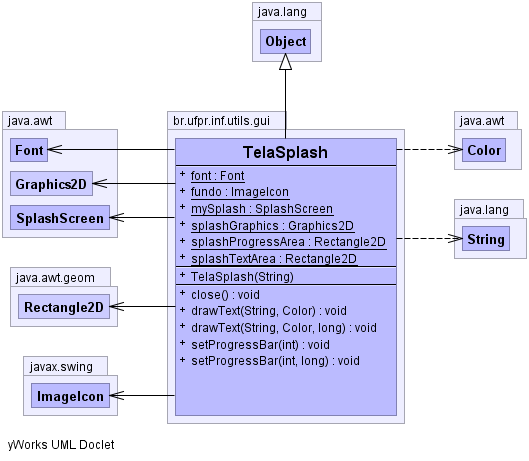 java.lang
Object
java.awt
Font
Graphics2D
SplashScreen
java.awt.geom
Rectangle2D
javax.swing
ImageIcon
br.ufpr.inf.utils.gui
TelaSplash
+ font : Font
+ fundo : ImageIcon
+ mySplash : SplashScreen
+ splashGraphics : Graphics2D
+ splashProgressArea : Rectangle2D
+ splashTextArea : Rectangle2D
+ TelaSplash(String)
+ close() : void
+ drawText(String, Color) : void
+ drawText(String, Color, long) : void
+ setProgressBar(int) : void
+ setProgressBar(int, long) : void
java.awt
Color
java.lang
String
yWorks UML Doclet